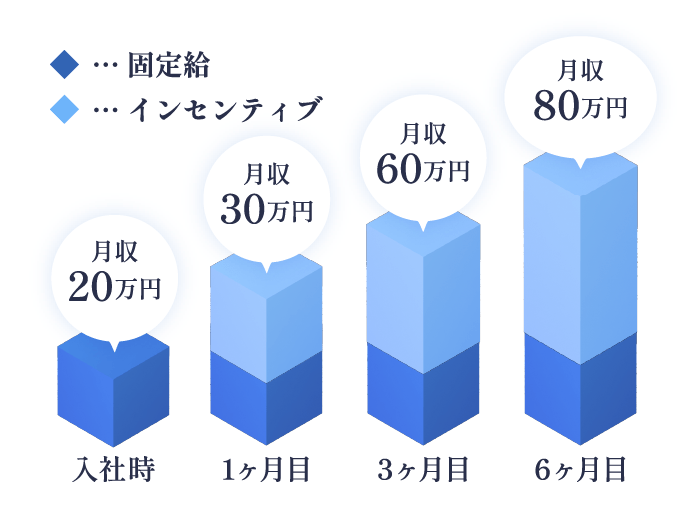 … 固定給
… インセンティブ
月収
20万円
月収
30万円
月収
60万円
月収
80万円
入社時
1ヶ月目
3ヶ月目
6ヶ月目